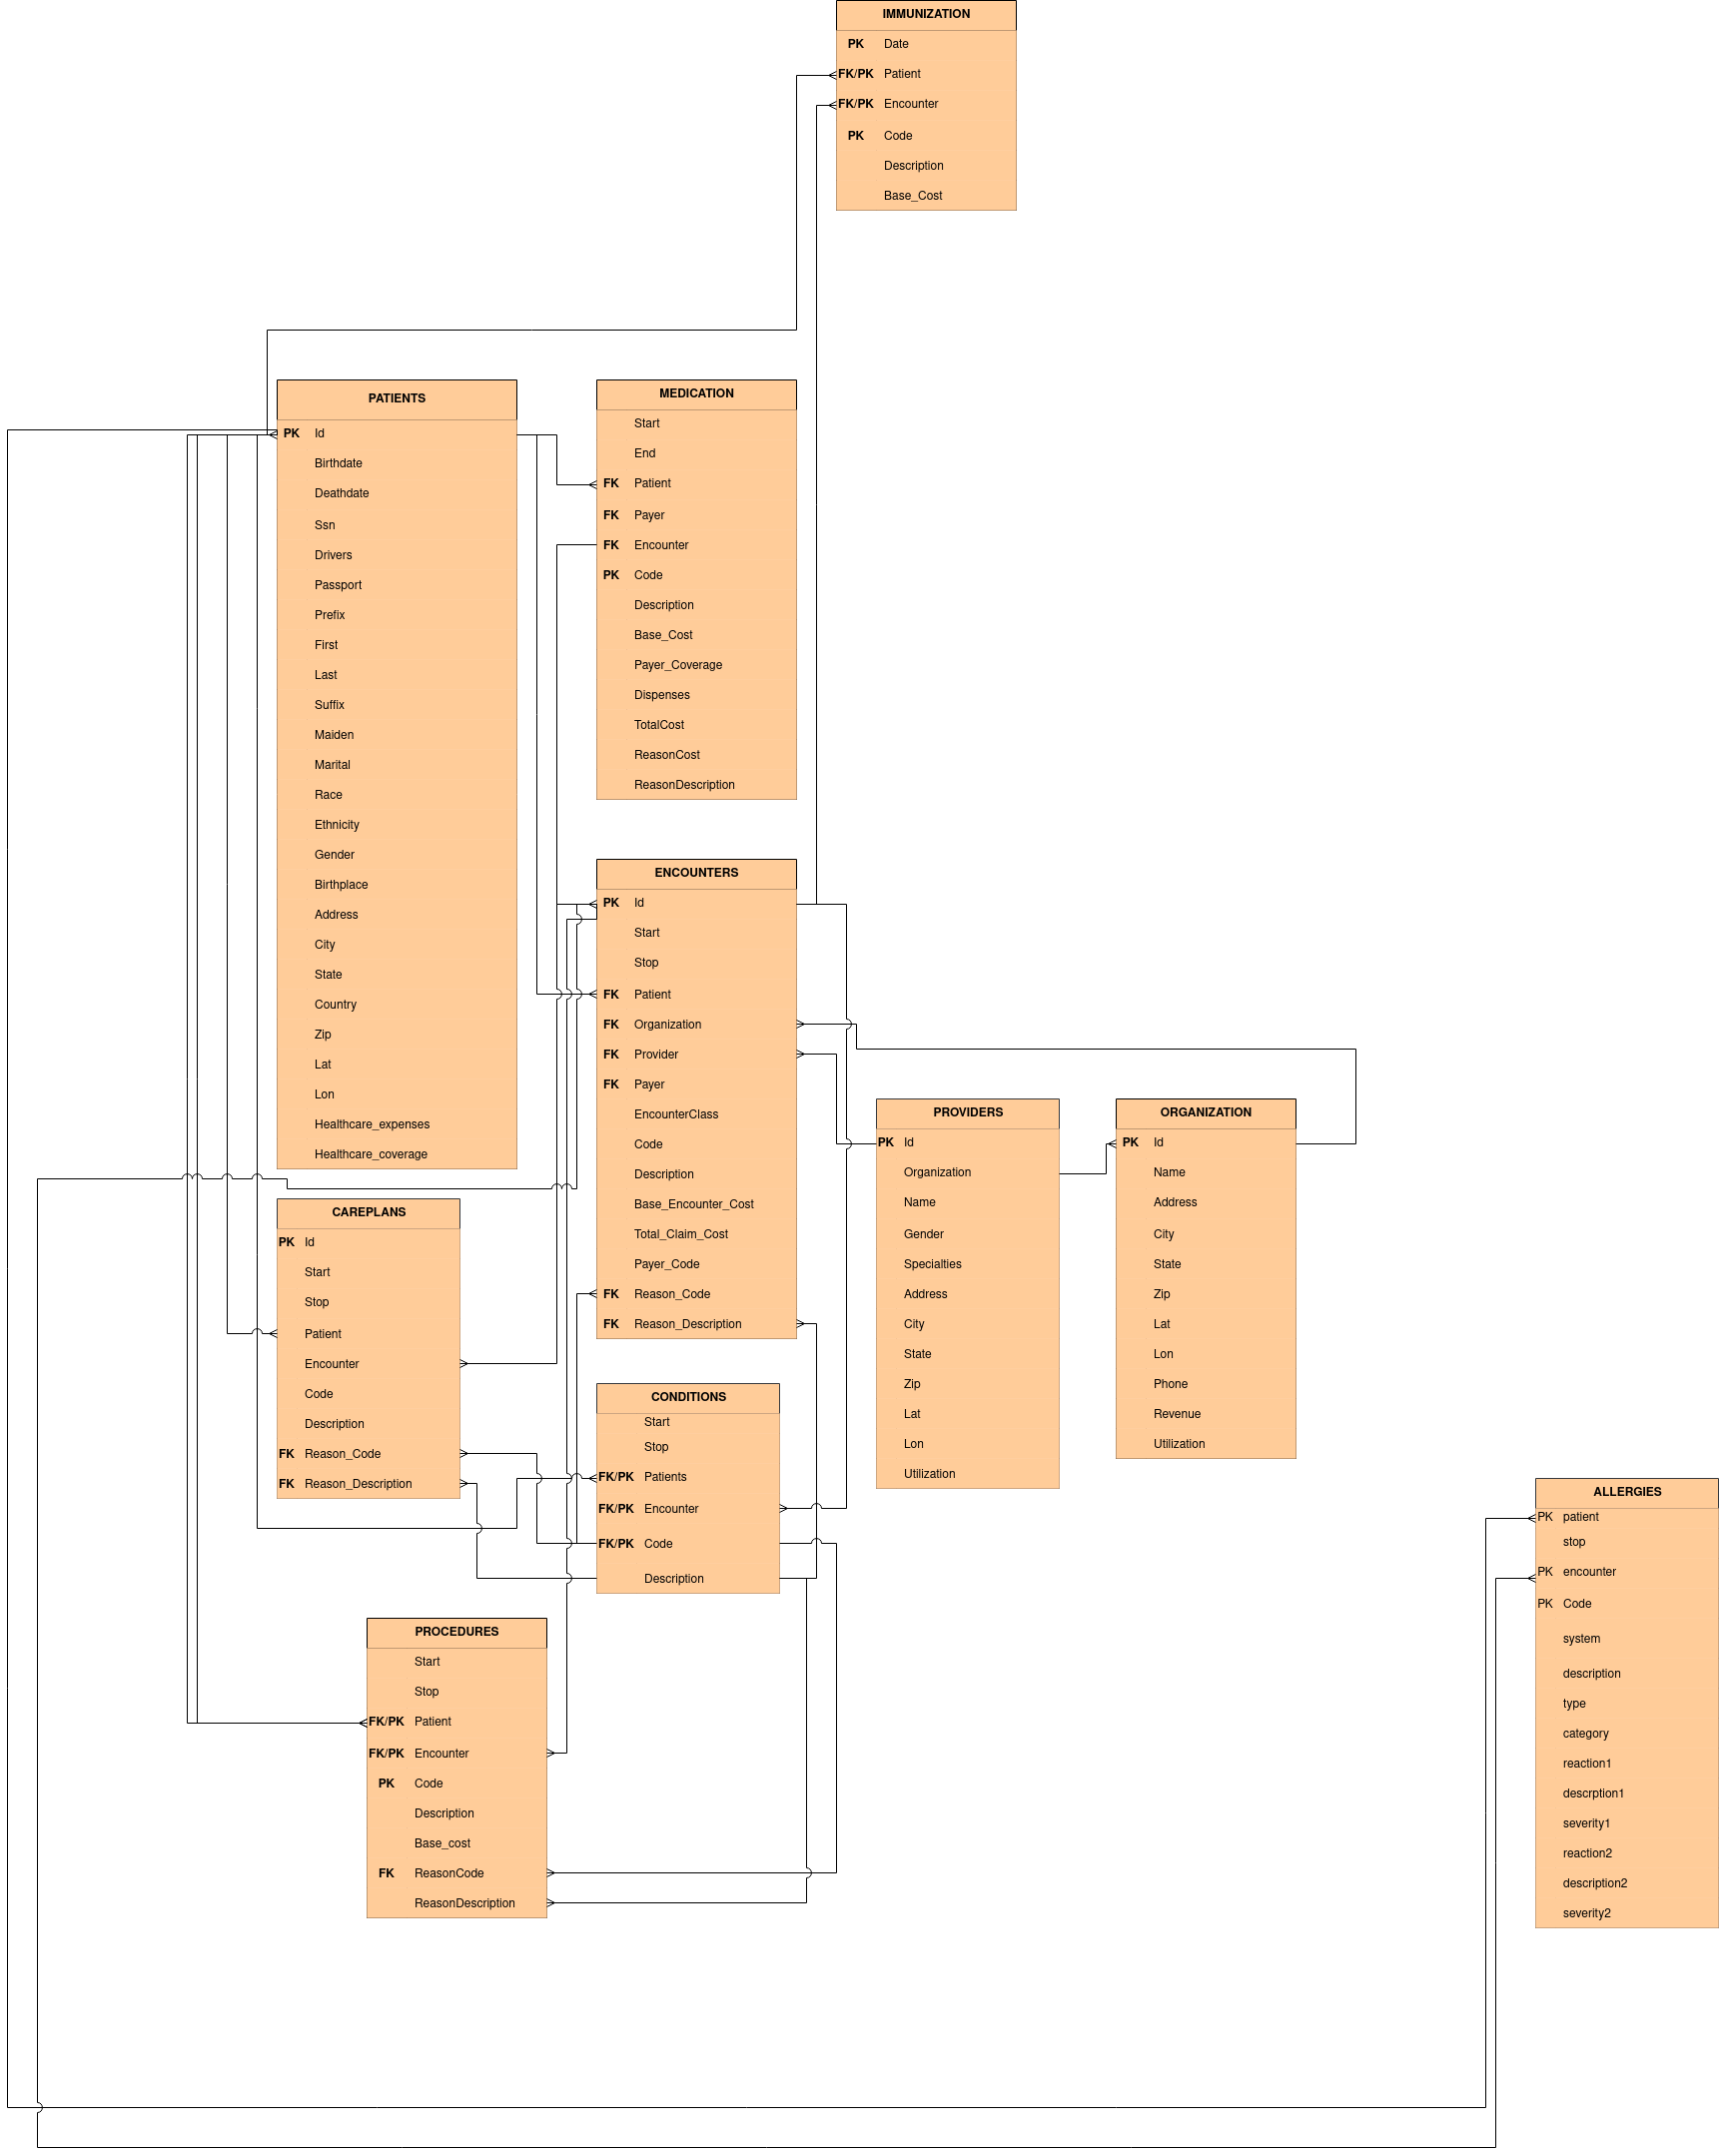 IMMUNIZATION
PK Date
FK/PK Patient
FK/PK Encounter
PK Code
Description
Base_Cost
PATIENTS
PK Id
Birthdate
Deathdate
Ssn
Drivers
Passport
Prefix
First
Last
Suffix
Maiden
Marital
Race
Ethnicity
Gender
Birthplace
Address
City
State
Country
Zip
Lat
Lon
Healthcare_expenses
Healthcare_coverage
MEDICATION
Start
End
FK Patient
FK Payer
FK Encounter
PK Code
Description
Base_Cost
Payer_Coverage
Dispenses
TotalCost
ReasonCost
ReasonDescription
ENCOUNTERS
PK Id
Start
Stop
FK Patient
FK Organization
FK Provider
FK Payer
EncounterClass
Code
Description
Base_Encounter_Cost
Total_Claim_Cost
Payer_Code
FK Reason_Code
FK Reason_Description
PROVIDERS
PK Id
Organization
Name
Gender
Specialties
Address
City
State
Zip
Lat
Lon
Utilization
ORGANIZATION
PK Id
Name
Address
City
State
Zip
Lat
Lon
Phone
Revenue
Utilization
CAREPLANS
PK Id
Start
Stop
Patient
Encounter
Code
Description
FK Reason_Code
FK Reason_Description
CONDITIONS
Start
Stop
FK/PK Patients
FK/PK Encounter
FK/PK Code
Description
ALLERGIES
PK patient
stop
PK encounter
PK Code
system
description
type
category
reaction1
descrption1
severity1
reaction2
description2
severity2
PROCEDURES
Start
Stop
FK/PK Patient
FK/PK Encounter
PK Code
Description
Base_cost
FK ReasonCode
ReasonDescription